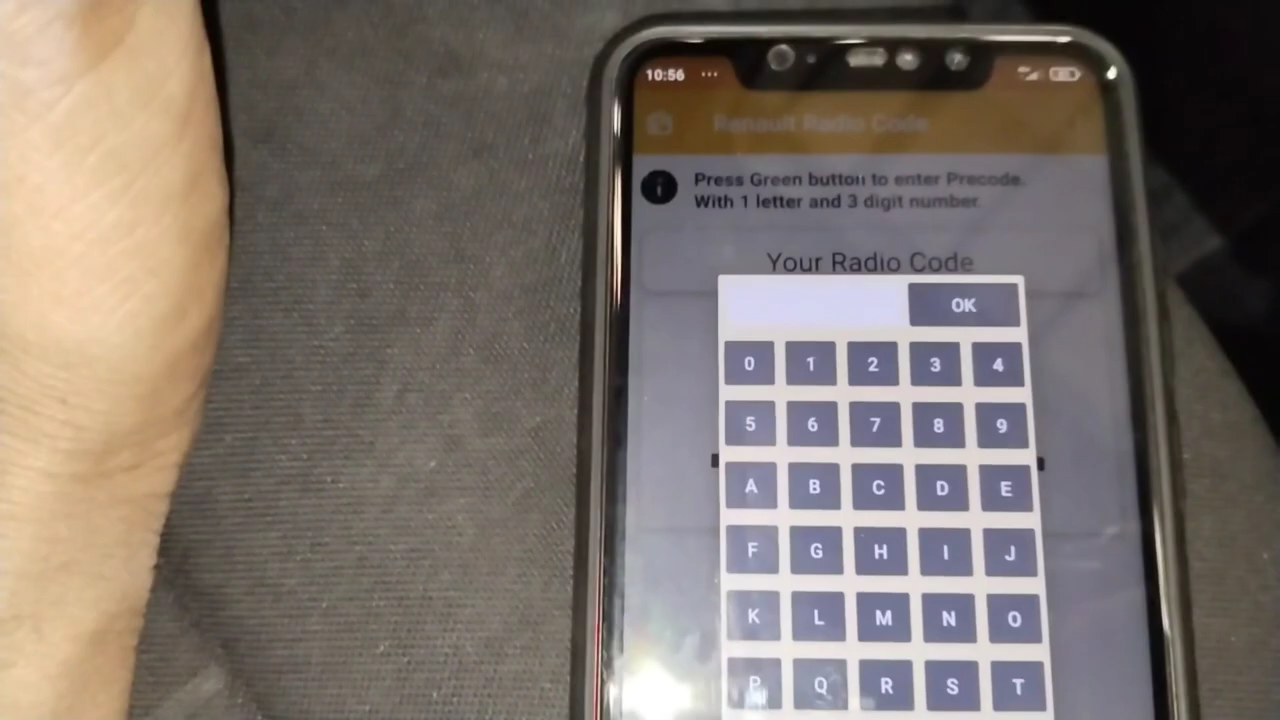 10:56 ...
Renault Radio Code
Press Green button to enter Precode.
With 1 letter and 3 digit number.
Your Radio Code
OK
0 1 2 3 4
5 6 7 8 9
A B C D E
F G H I J
K L M N O
P Q R S T